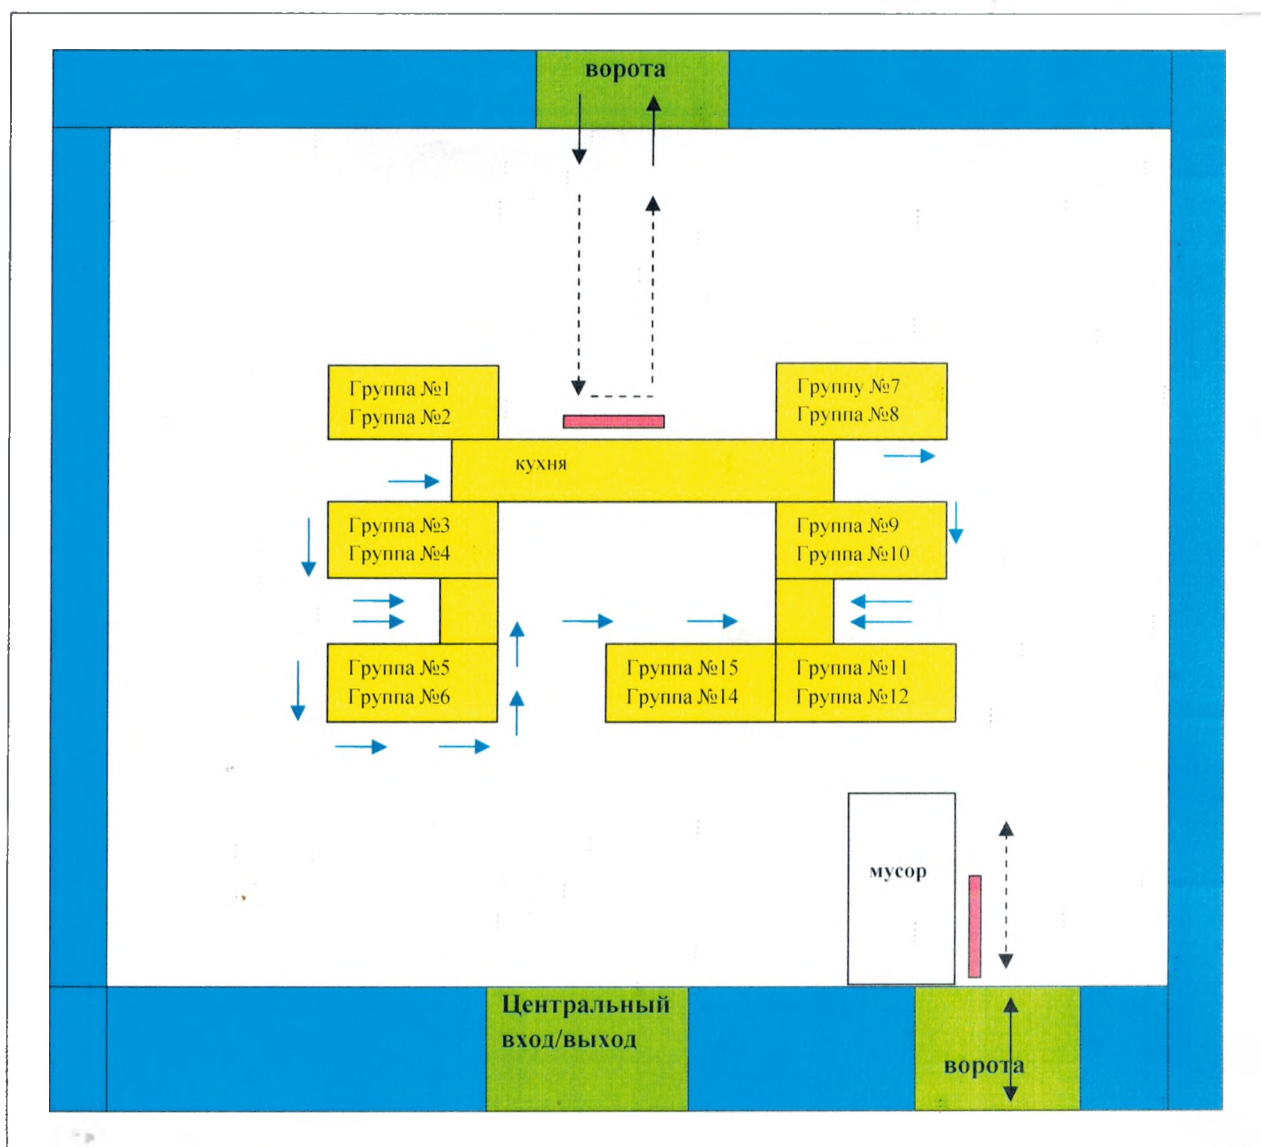 ворота
Группа №1
Группа №2
Группу №7
Группа №8
кухня
Группа №3
Группа №4
Группа №9
Группа №10
Группа №5
Группа №6
Группа №15
Группа №14
Группа №11
Группа №12
мусор
Центральный
вход/выход
ворота